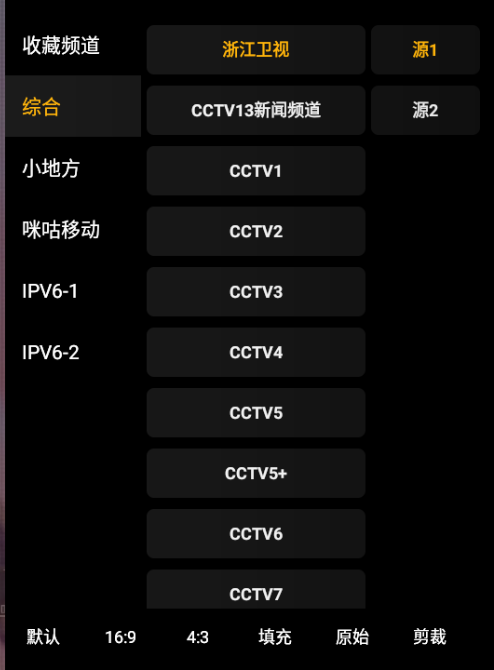 收藏频道 浙江卫视 源1
综合 CCTV13新闻频道 源2
小地方 CCTV1
咪咕移动 CCTV2
IPV6-1 CCTV3
IPV6-2 CCTV4
CCTV5
CCTV5+
CCTV6
CCTV7
默认 16:9 4:3 填充 原始 剪裁